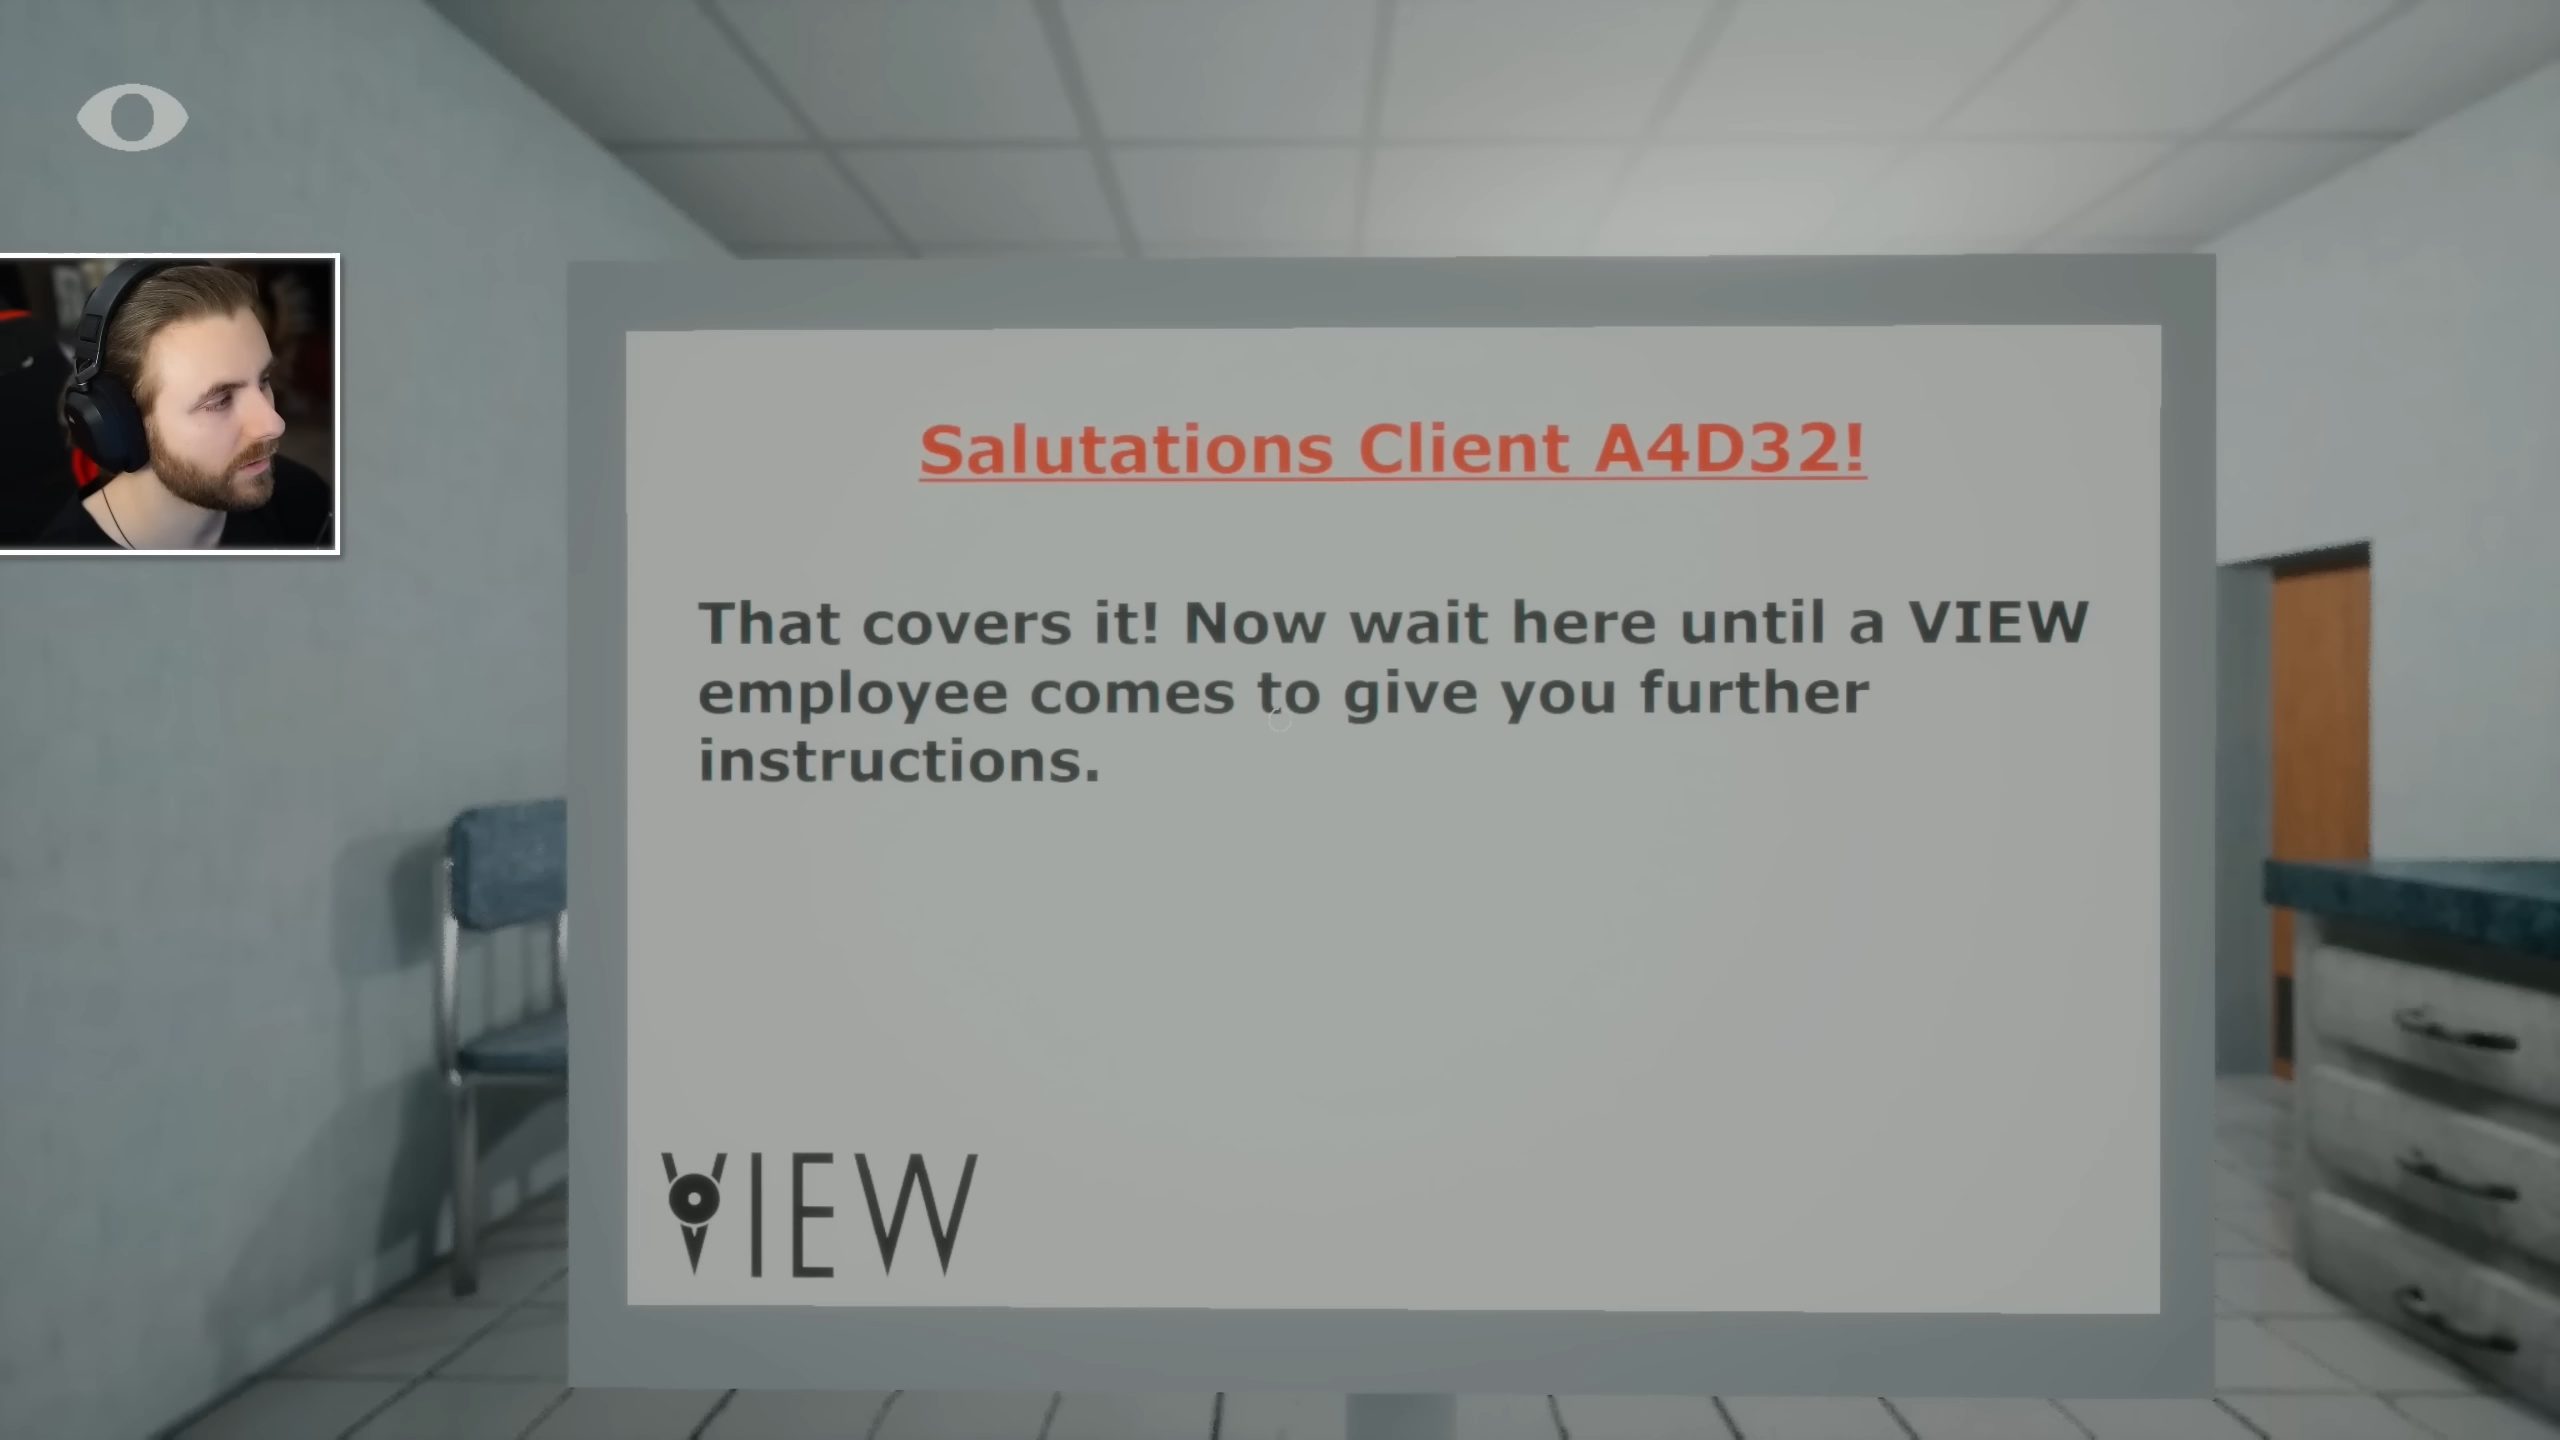 Salutations Client A4D32!
That covers it! Now wait here until a VIEW
employee comes to give you further
instructions.
VIEW